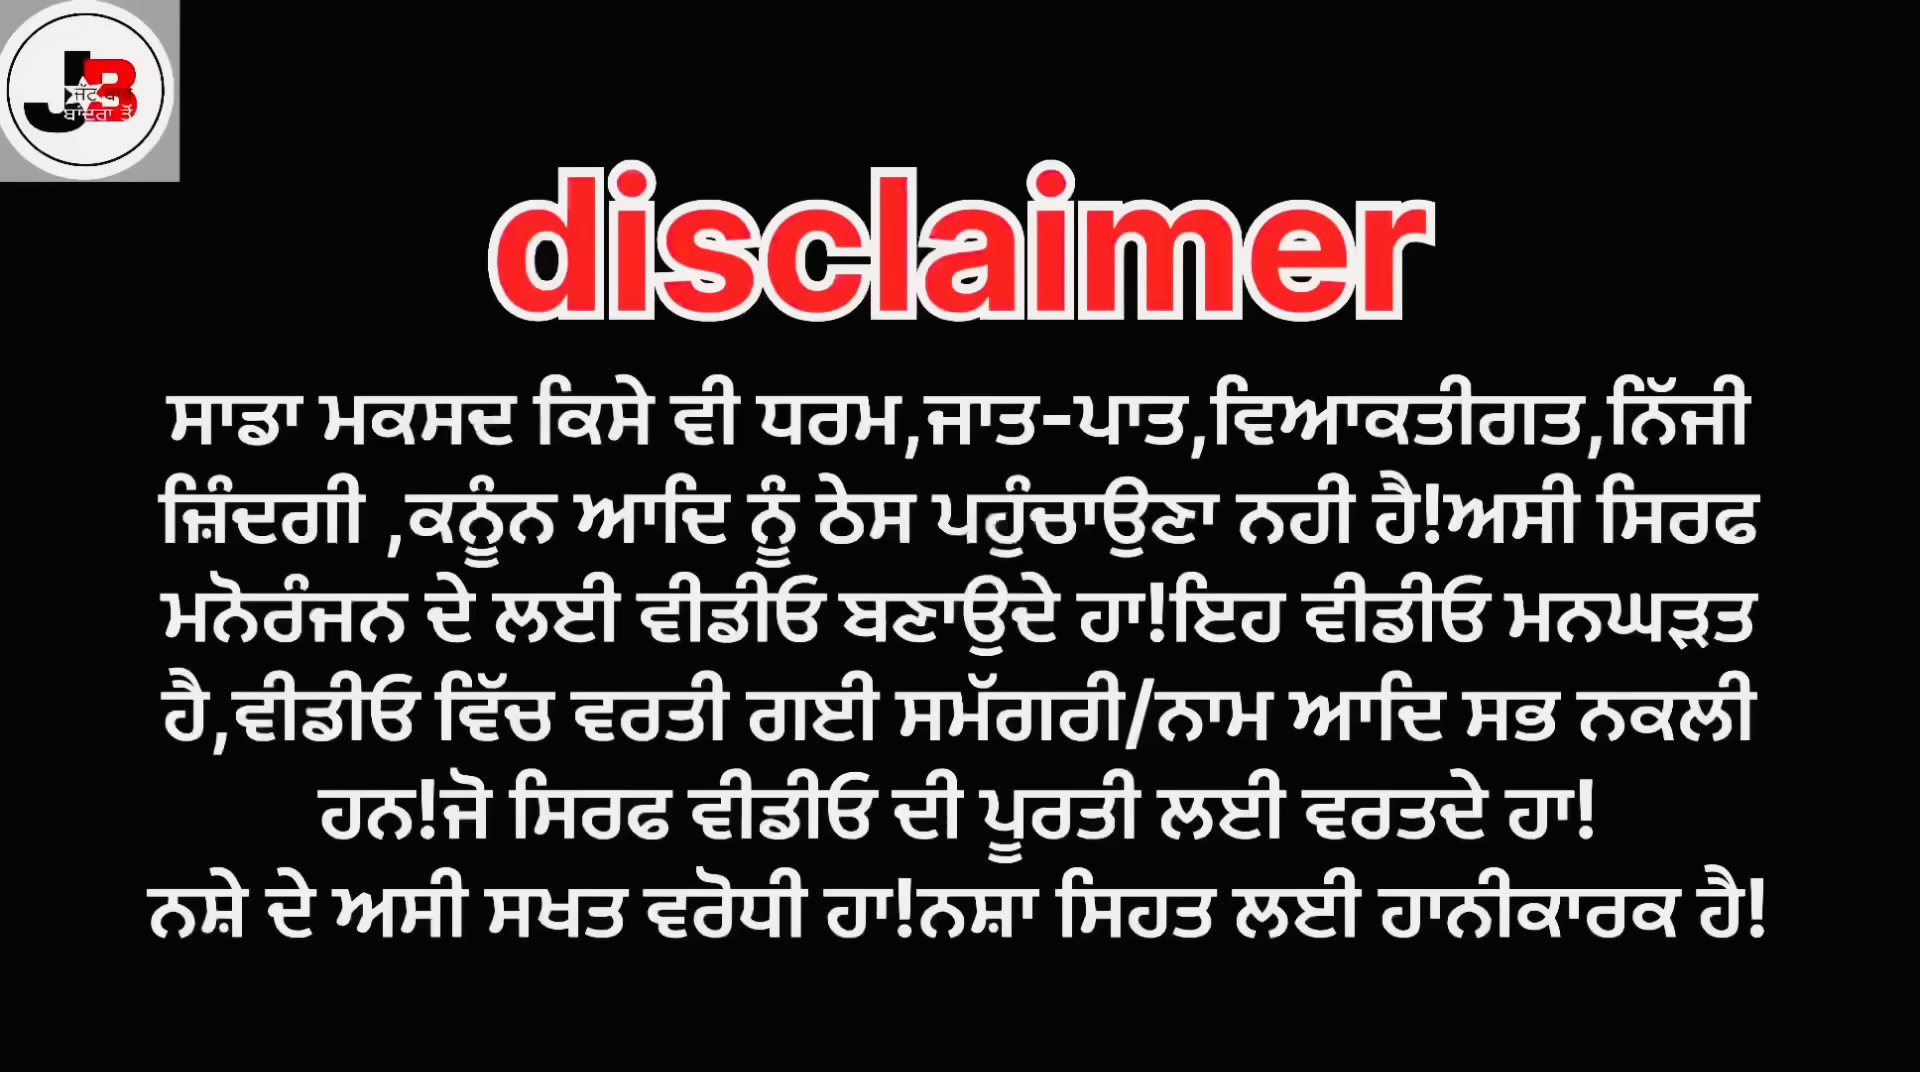 JB
ਜੱਟ
ਬਾਂਦਰਾ ਤੋਂ
disclaimer
ਸਾਡਾ ਮਕਸਦ ਕਿਸੇ ਵੀ ਧਰਮ,ਜਾਤ-ਪਾਤ,ਵਿਆਕਤੀਗਤ,ਨਿੱਜੀ
ਜ਼ਿੰਦਗੀ ,ਕਨੂੰਨ ਆਦਿ ਨੂੰ ਠੇਸ ਪਹੁੰਚਾਉਣਾ ਨਹੀ ਹੈ!ਅਸੀ ਸਿਰਫ
ਮਨੋਰੰਜਨ ਦੇ ਲਈ ਵੀਡੀਓ ਬਣਾਉਦੇ ਹਾ!ਇਹ ਵੀਡੀਓ ਮਨਘੜਤ
ਹੈ,ਵੀਡੀਓ ਵਿੱਚ ਵਰਤੀ ਗਈ ਸਮੱਗਰੀ/ਨਾਮ ਆਦਿ ਸਭ ਨਕਲੀ
ਹਨ!ਜੋ ਸਿਰਫ ਵੀਡੀਓ ਦੀ ਪੂਰਤੀ ਲਈ ਵਰਤਦੇ ਹਾ!
ਨਸ਼ੇ ਦੇ ਅਸੀ ਸਖਤ ਵਰੋਧੀ ਹਾ!ਨਸ਼ਾ ਸਿਹਤ ਲਈ ਹਾਨੀਕਾਰਕ ਹੈ!